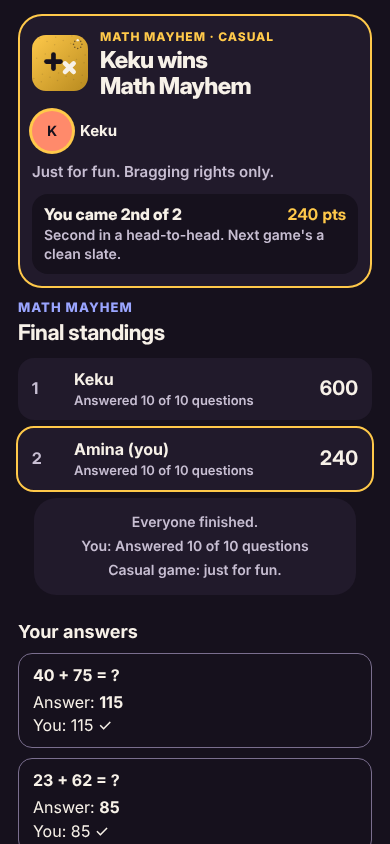 MATH MAYHEM · CASUAL
Keku wins
Math Mayhem
K
Keku
Just for fun. Bragging rights only.
You came 2nd of 2
240 pts
Second in a head-to-head. Next game's a
clean slate.
MATH MAYHEM
Final standings
1
Keku
Answered 10 of 10 questions
600
2
Amina (you)
Answered 10 of 10 questions
240
Everyone finished.
You: Answered 10 of 10 questions
Casual game: just for fun.
Your answers
40 + 75 = ?
Answer: 115
You: 115 ✓
23 + 62 = ?
Answer: 85
You: 85 ✓